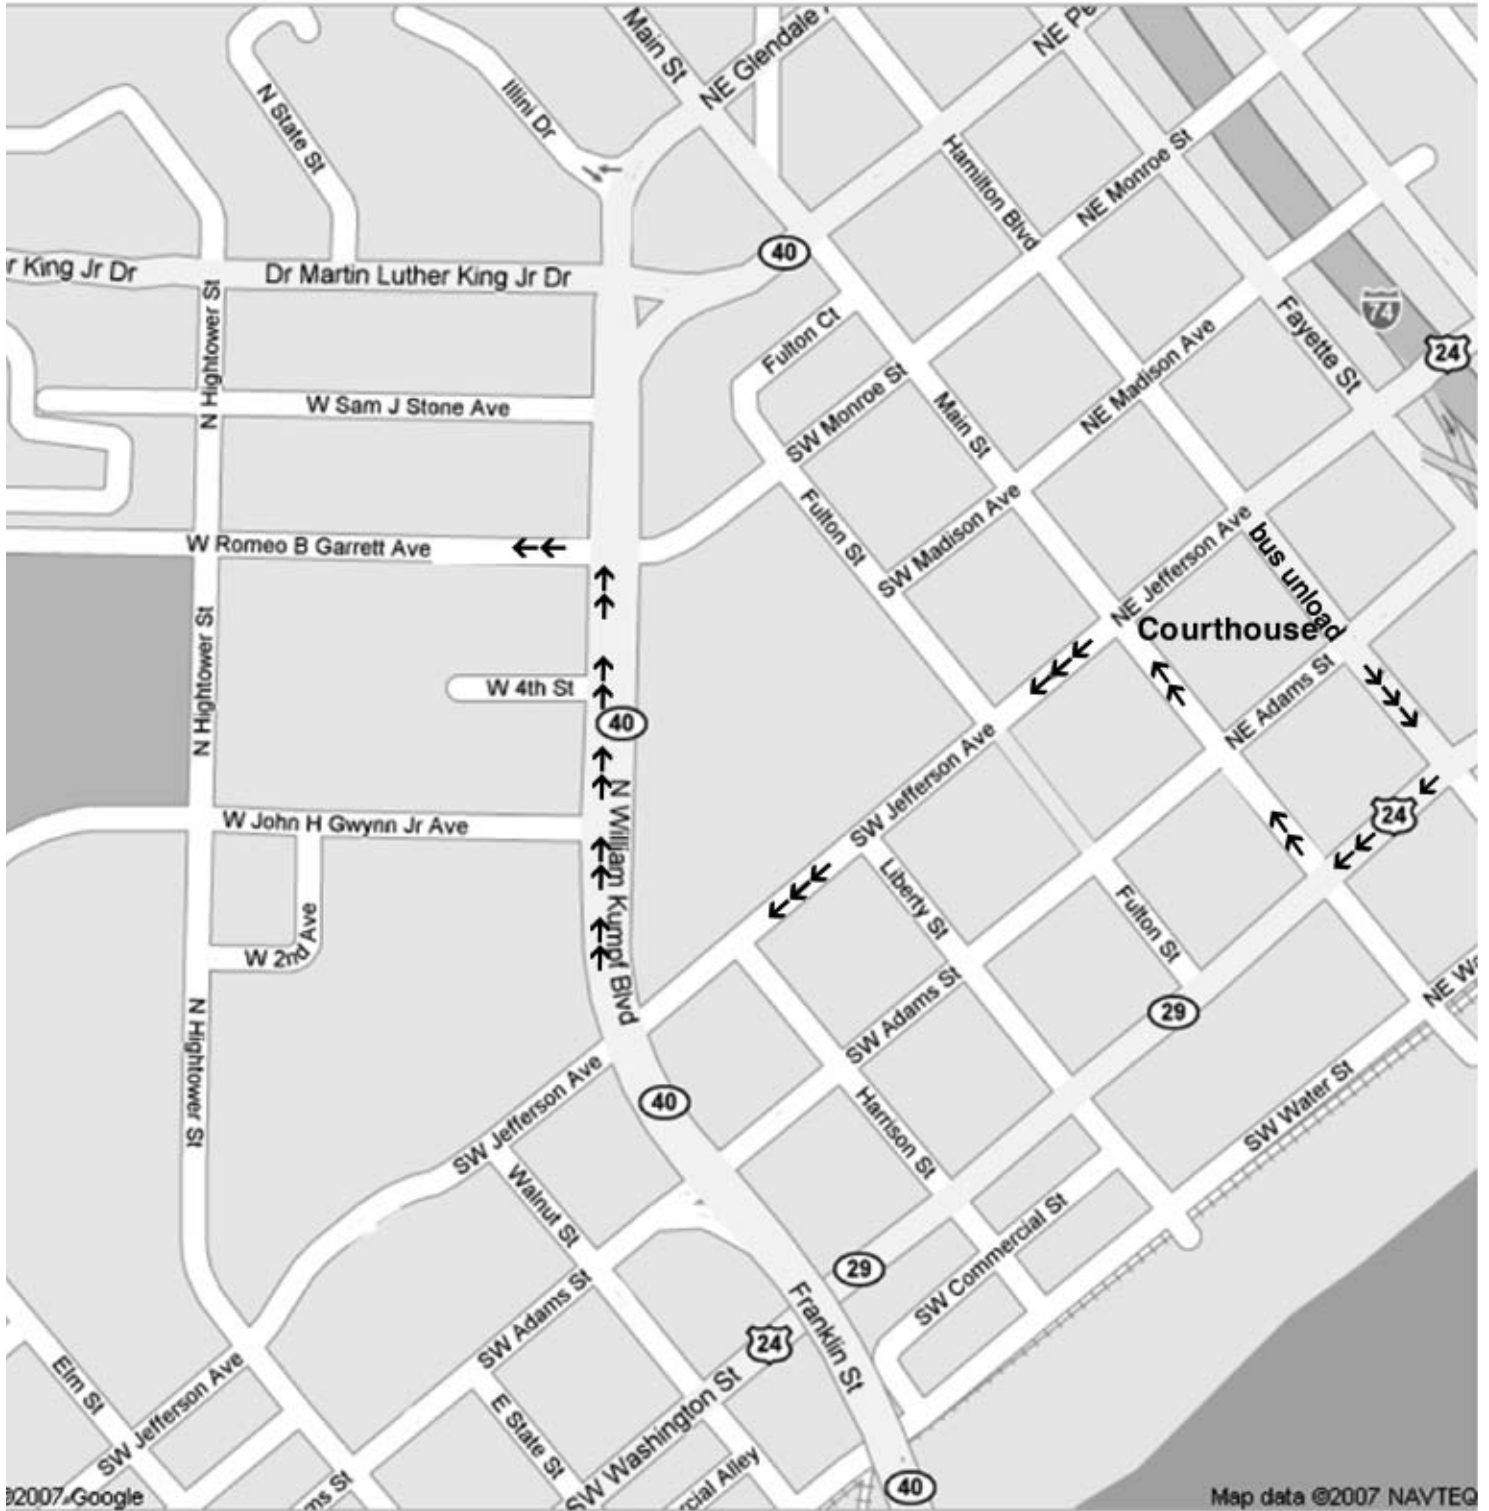 Main St
NE Glendale
NE Pe
N State St
Illini Dr
Hamilton Blvd
NE Monroe St
40
r King Jr Dr
Dr Martin Luther King Jr Dr
74
24
Fulton Ct
Fayette St
N Hightower St
W Sam J Stone Ave
SW Monroe St
Main St
NE Madison Ave
Fulton St
SW Madison Ave
NE Jefferson Ave
bus unload
W Romeo B Garrett Ave
Courthouse
N Hightower St
W 4th St
40
NE Adams St
SW Jefferson Ave
24
W John H Gwynn Jr Ave
N William Kumpf Blvd
Liberty St
Fulton St
W 2nd Ave
SW Adams St
NE Wa
29
N Hightower St
40
SW Jefferson Ave
Harrison St
SW Water St
Walnut St
SW Commercial St
29
SW Adams St
Franklin St
24
Elm St
SW Jefferson Ave
E State St
SW Washington St
ms St
rcial Alley
40
©2007 Google
Map data ©2007 NAVTEQ